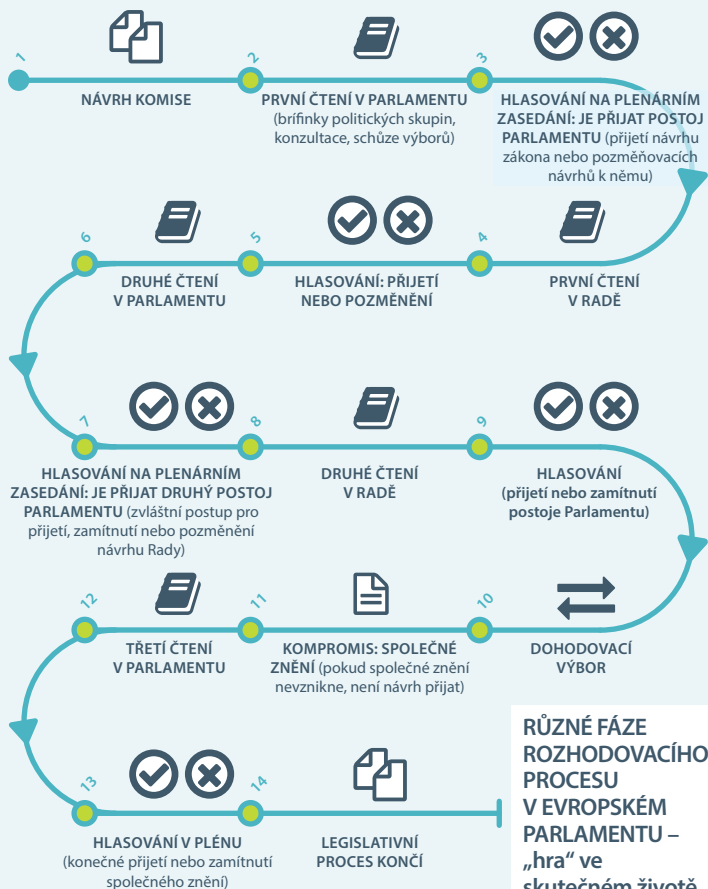 1
NÁVRH KOMISE
2
PRVNÍ ČTENÍ V PARLAMENTU
(brífinky politických skupin,
konzultace, schůze výborů)
3
HLASOVÁNÍ NA PLENÁRNÍM
ZASEDÁNÍ: JE PŘIJAT POSTOJ
PARLAMENTU (přijetí návrhu
zákona nebo pozměňovacích
návrhů k němu)
4
PRVNÍ ČTENÍ
V RADĚ
5
HLASOVÁNÍ: PŘIJETÍ
NEBO POZMĚNĚNÍ
6
DRUHÉ ČTENÍ
V PARLAMENTU
7
HLASOVÁNÍ NA PLENÁRNÍM
ZASEDÁNÍ: JE PŘIJAT DRUHÝ POSTOJ
PARLAMENTU (zvláštní postup pro
přijetí, zamítnutí nebo pozměnění
návrhu Rady)
8
DRUHÉ ČTENÍ
V RADĚ
9
HLASOVÁNÍ
(přijetí nebo zamítnutí
postoje Parlamentu)
10
DOHODOVACÍ
VÝBOR
11
KOMPROMIS: SPOLEČNÉ
ZNĚNÍ (pokud společné znění
nevznikne, není návrh přijat)
12
TŘETÍ ČTENÍ
V PARLAMENTU
13
HLASOVÁNÍ V PLÉNU
(konečné přijetí nebo zamítnutí
společného znění)
14
LEGISLATIVNÍ
PROCES KONČÍ
RŮZNÉ FÁZE
ROZHODOVACÍHO
PROCESU
V EVROPSKÉM
PARLAMENTU –
„hra“ ve
skutečném životě